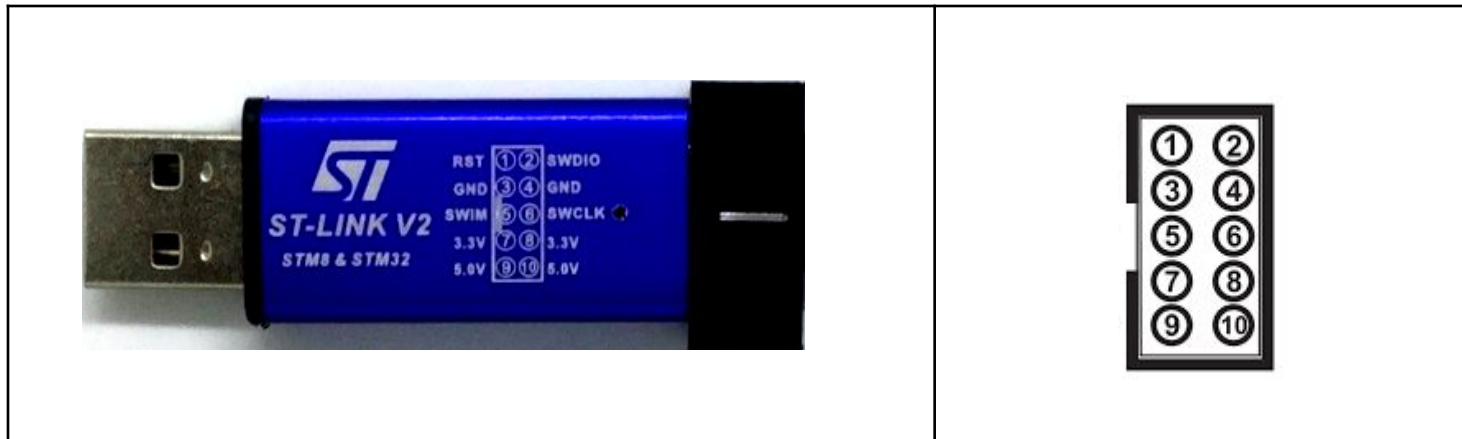 ST
RST 1 2 SWDIO
GND 3 4 GND
SWIM 5 6 SWCLK
3.3V 7 8 3.3V
5.0V 9 10 5.0V
ST-LINK V2
STM8 & STM32
1 2
3 4
5 6
7 8
9 10